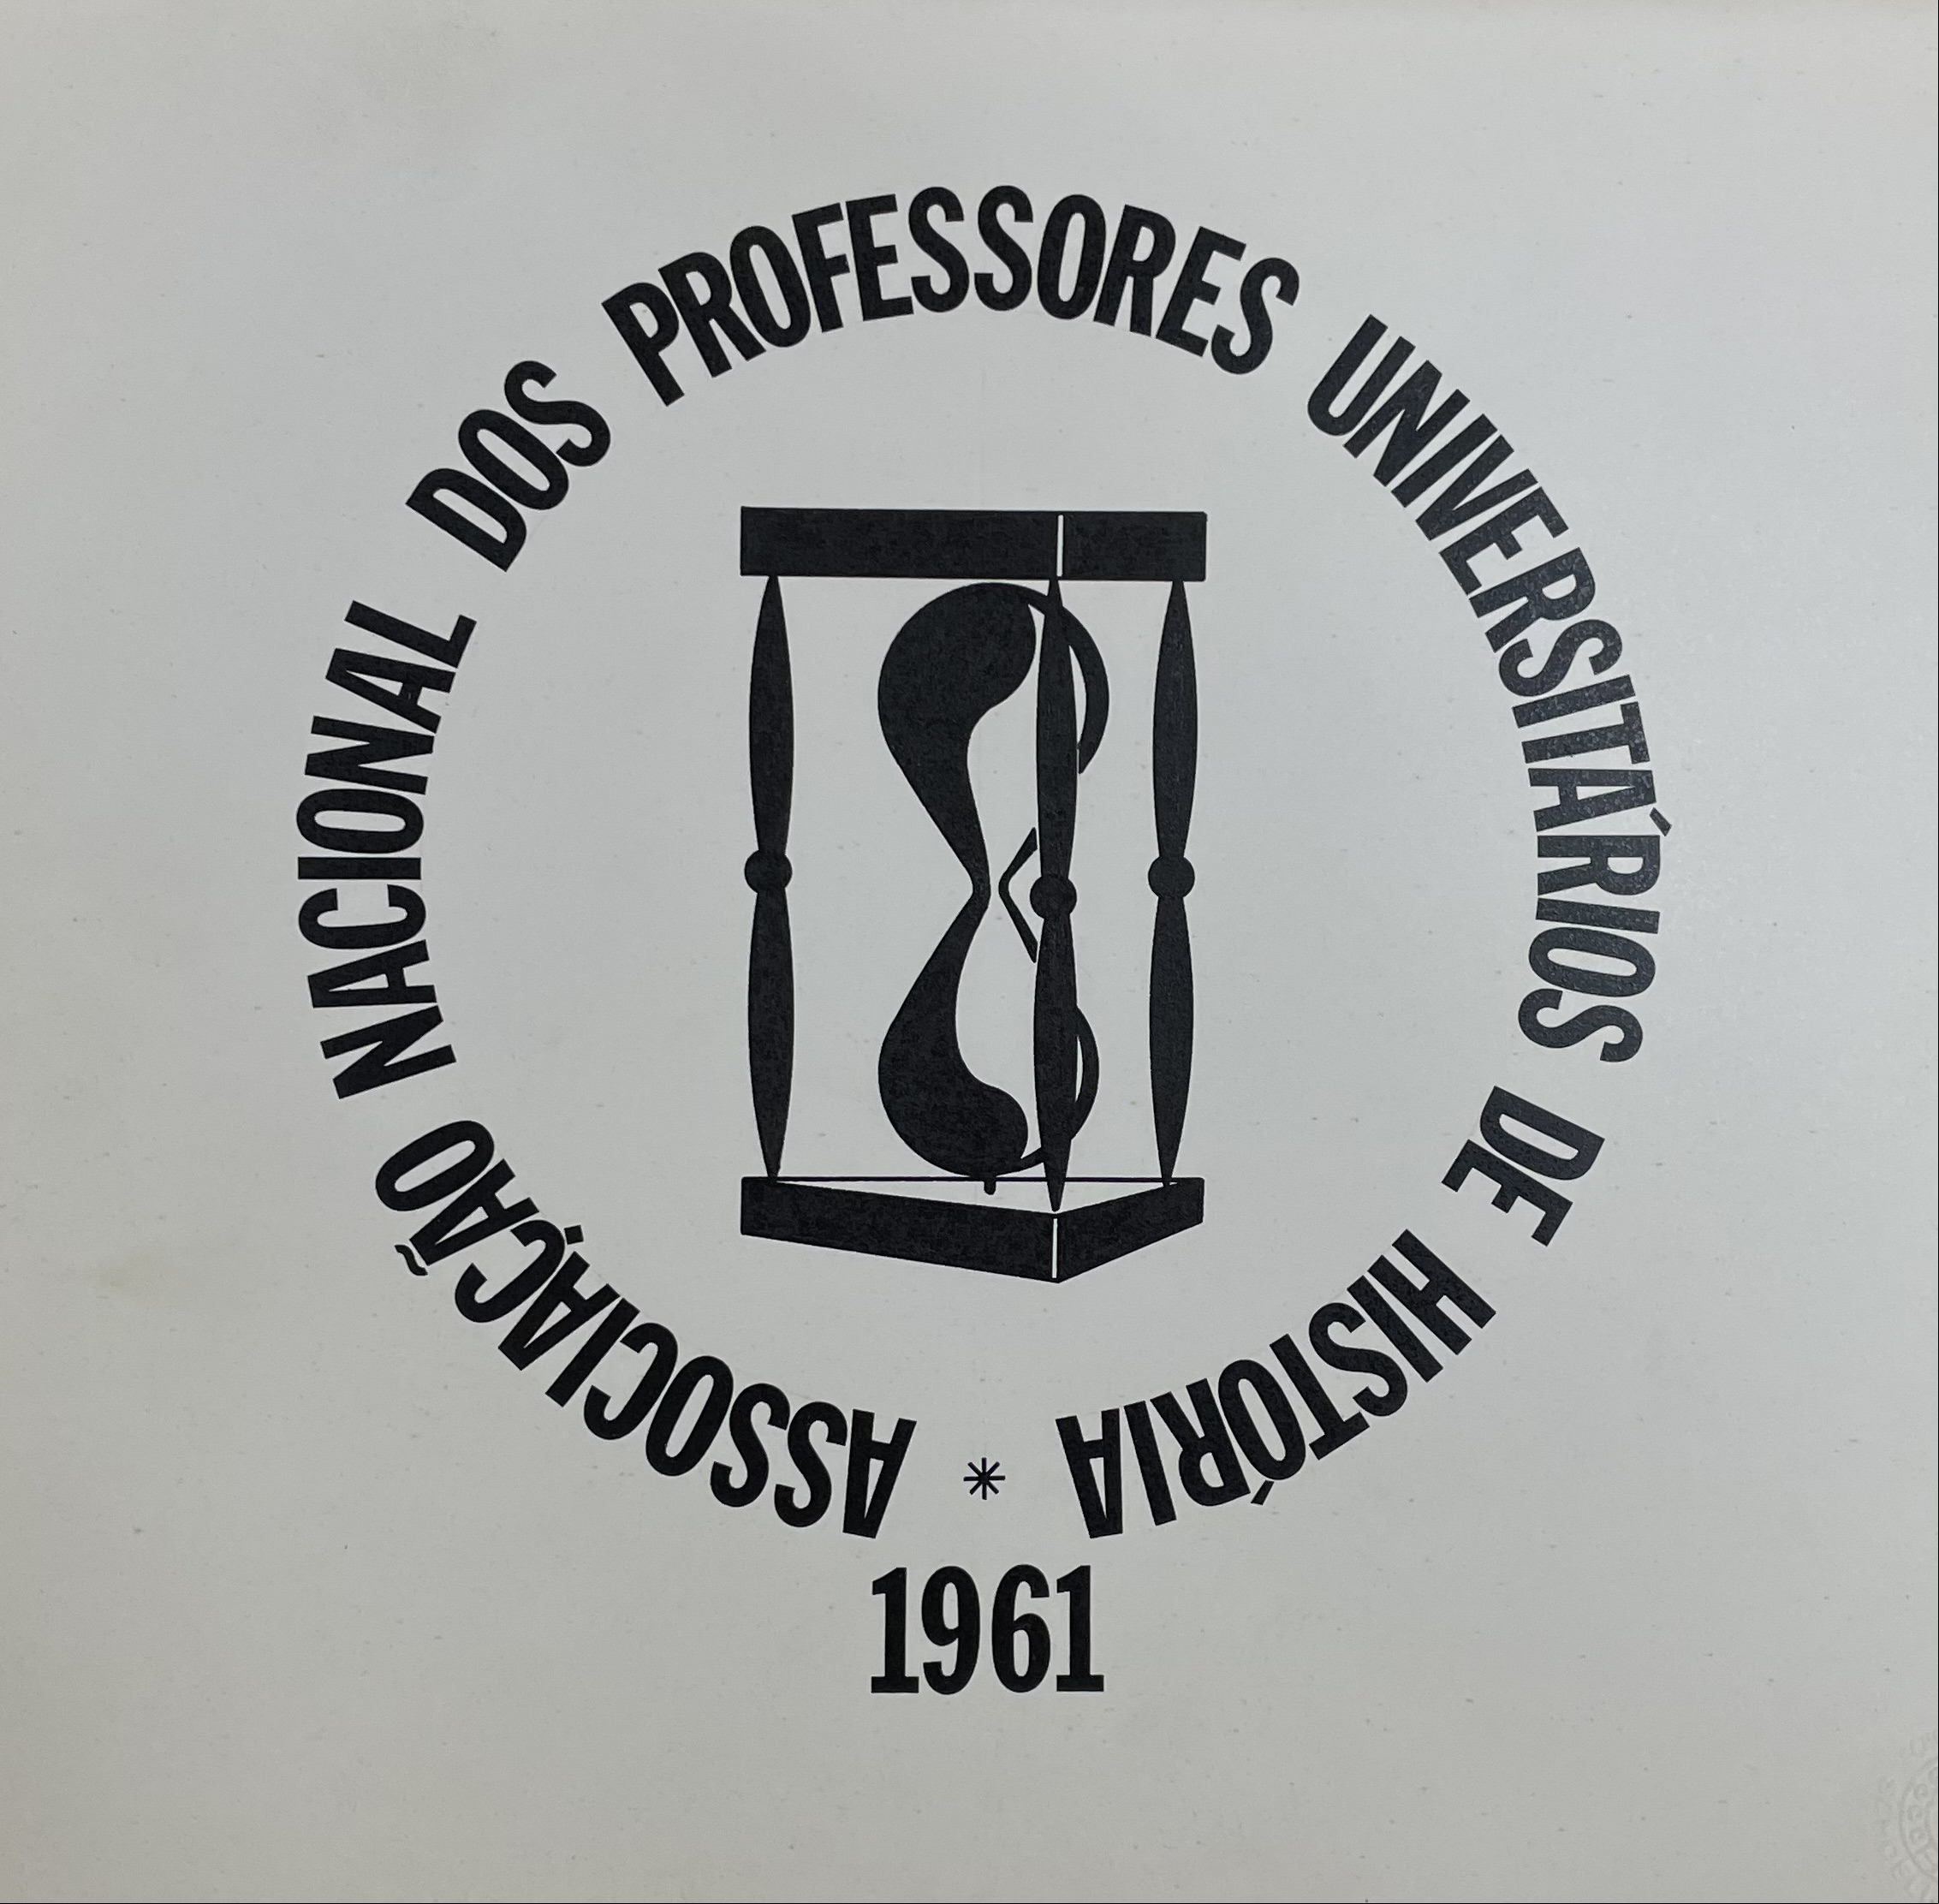 ASSOCIAÇÃO NACIONAL DOS PROFESSORES UNIVERSITÁRIOS DE HISTÓRIA *
1961